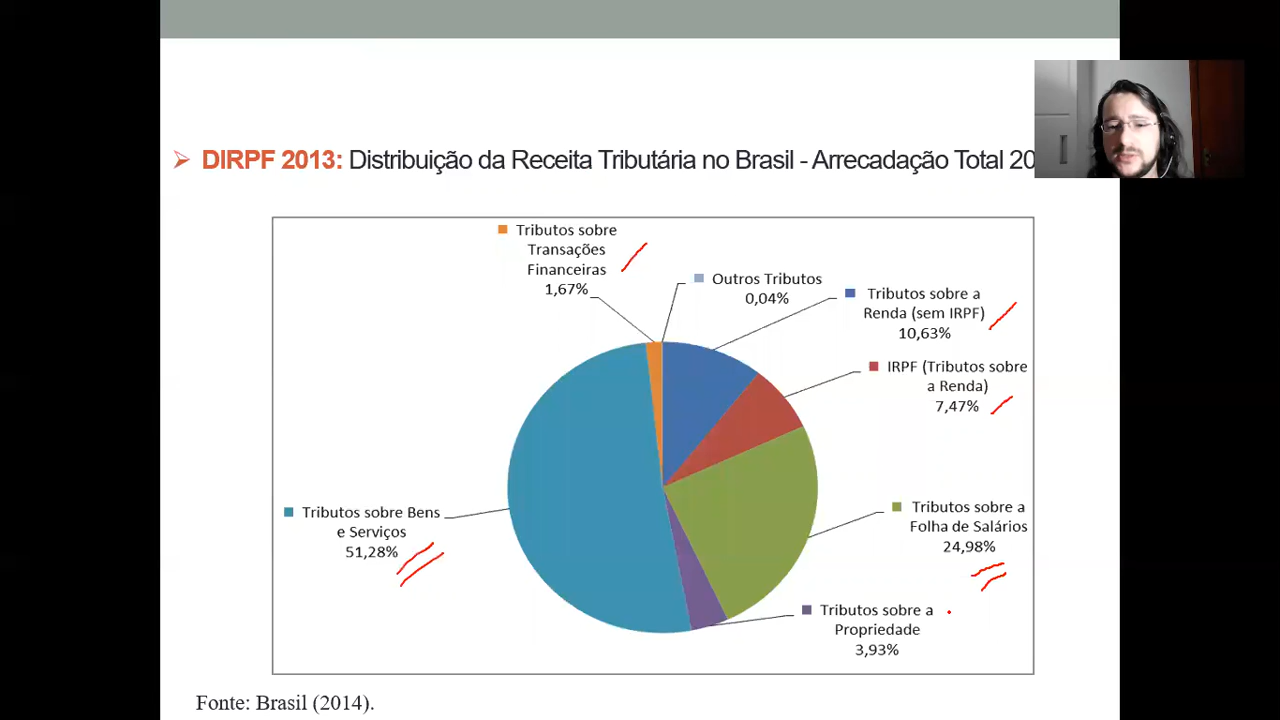 ➢ DIRPF 2013: Distribuição da Receita Tributária no Brasil - Arrecadação Total
Tributos sobre
Transações
Financeiras
1,67%
Outros Tributos
0,04%
Tributos sobre a
Renda (sem IRPF)
10,63%
IRPF (Tributos sobre
a Renda)
7,47%
Tributos sobre Bens
e Serviços
51,28%
Tributos sobre a
Folha de Salários
24,98%
Tributos sobre a
Propriedade
3,93%
Fonte: Brasil (2014).